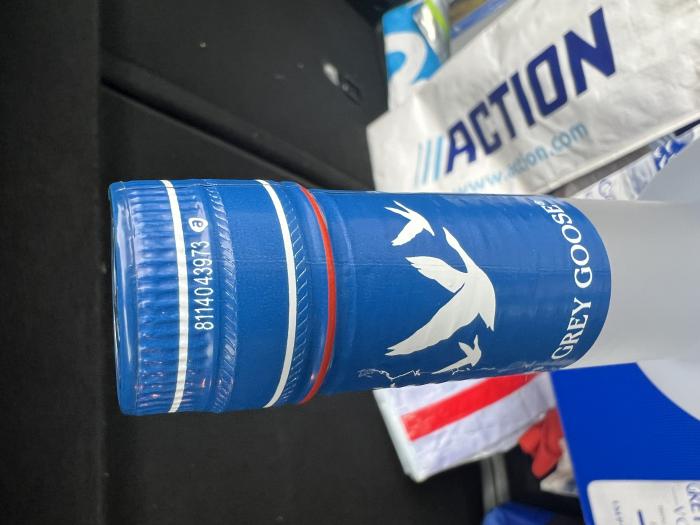 ///ACTION
www.action.com
8114043973 a
GREY GOOSE®